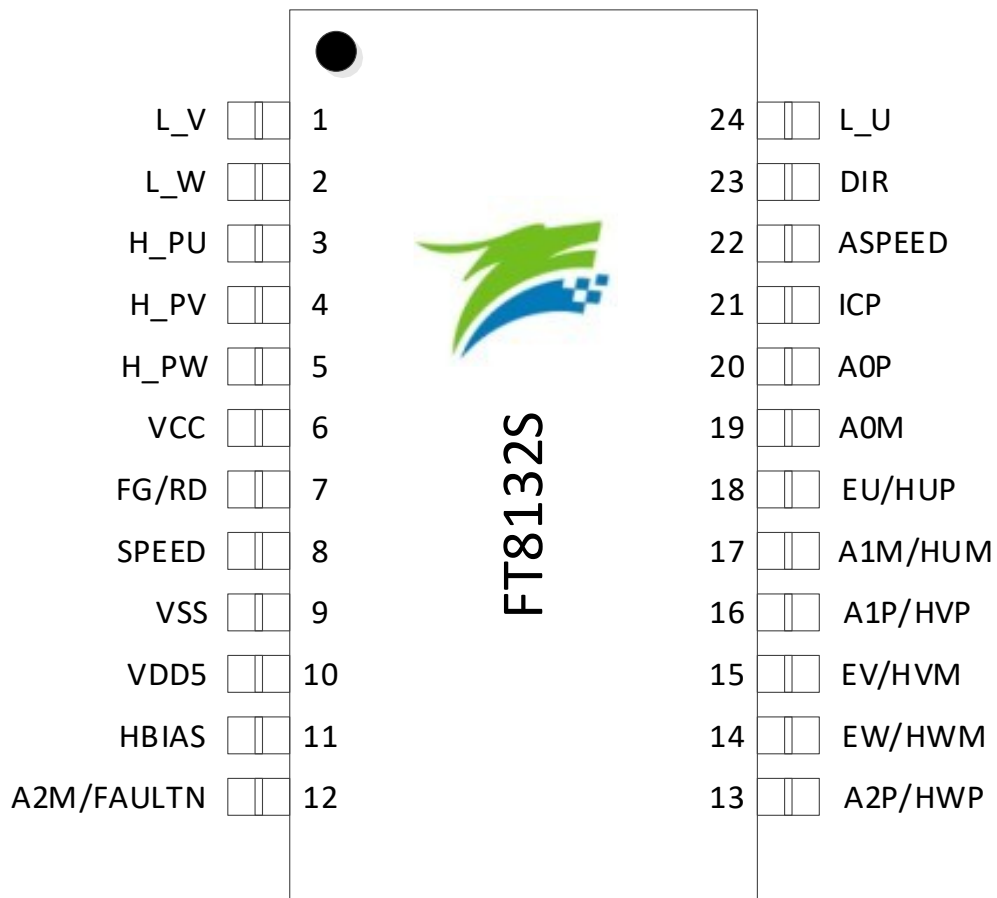 L_V 1 24 L_U
L_W 2 23 DIR
H_PU 3 22 ASPEED
H_PV 4 21 ICP
H_PW 5 20 A0P
VCC 6 19 A0M
FG/RD 7 18 EU/HUP
SPEED 8 17 A1M/HUM
VSS 9 16 A1P/HVP
VDD5 10 15 EV/HVM
HBIAS 11 14 EW/HWM
A2M/FAULTN 12 13 A2P/HWP
FT8132S